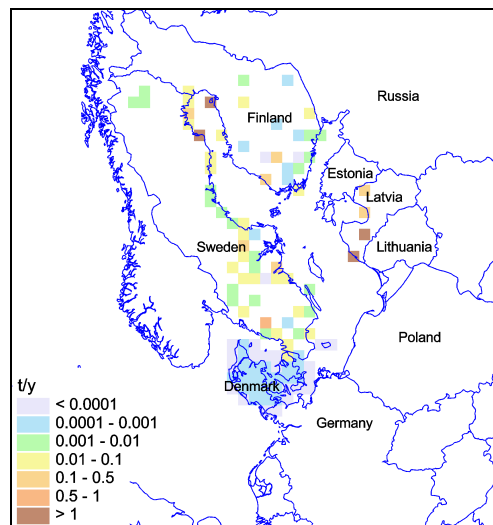 Russia
Finland
Estonia
Latvia
Lithuania
Sweden
Poland
Denmark
Germany
t/y
< 0.0001
0.0001 - 0.001
0.001 - 0.01
0.01 - 0.1
0.1 - 0.5
0.5 - 1
> 1